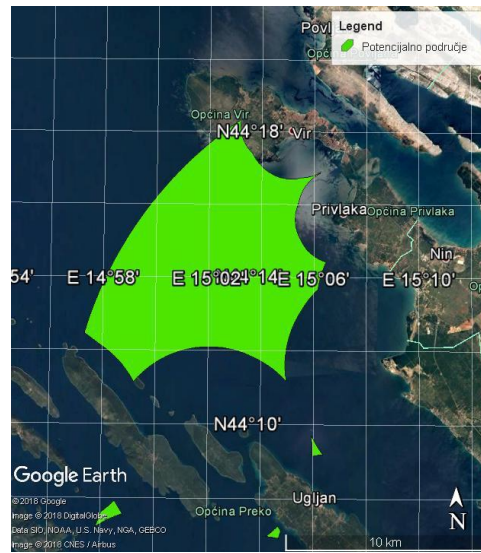 Legend
Potencijalno područje
Općina Vir
N44°18' Vir
Privlaka Općina Privlaka
Nin
54' E 14°58' E 15°02' 14' E 15°06' E 15°10'
N44°10'
Google Earth
Ugljan
Općina Preko
N
10 km
© 2018 Google
Image © 2018 DigitalGlobe
Data SIO, NOAA, U.S. Navy, NGA, GEBCO
Image © 2018 CNES / Airbus